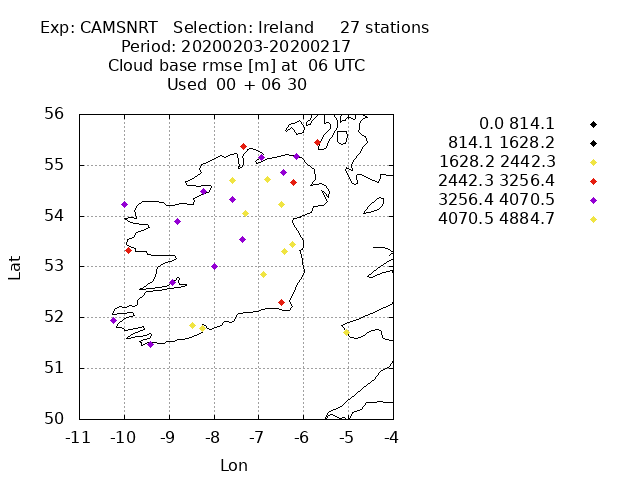 Exp: CAMSNRT   Selection: Ireland     27 stations
Period: 20200203-20200217
Cloud base rmse [m] at  06 UTC
Used  00 + 06 30
0.0 814.1
814.1 1628.2
1628.2 2442.3
2442.3 3256.4
3256.4 4070.5
4070.5 4884.7
56
55
54
53
52
51
50
Lat
-11 -10 -9 -8 -7 -6 -5 -4
Lon